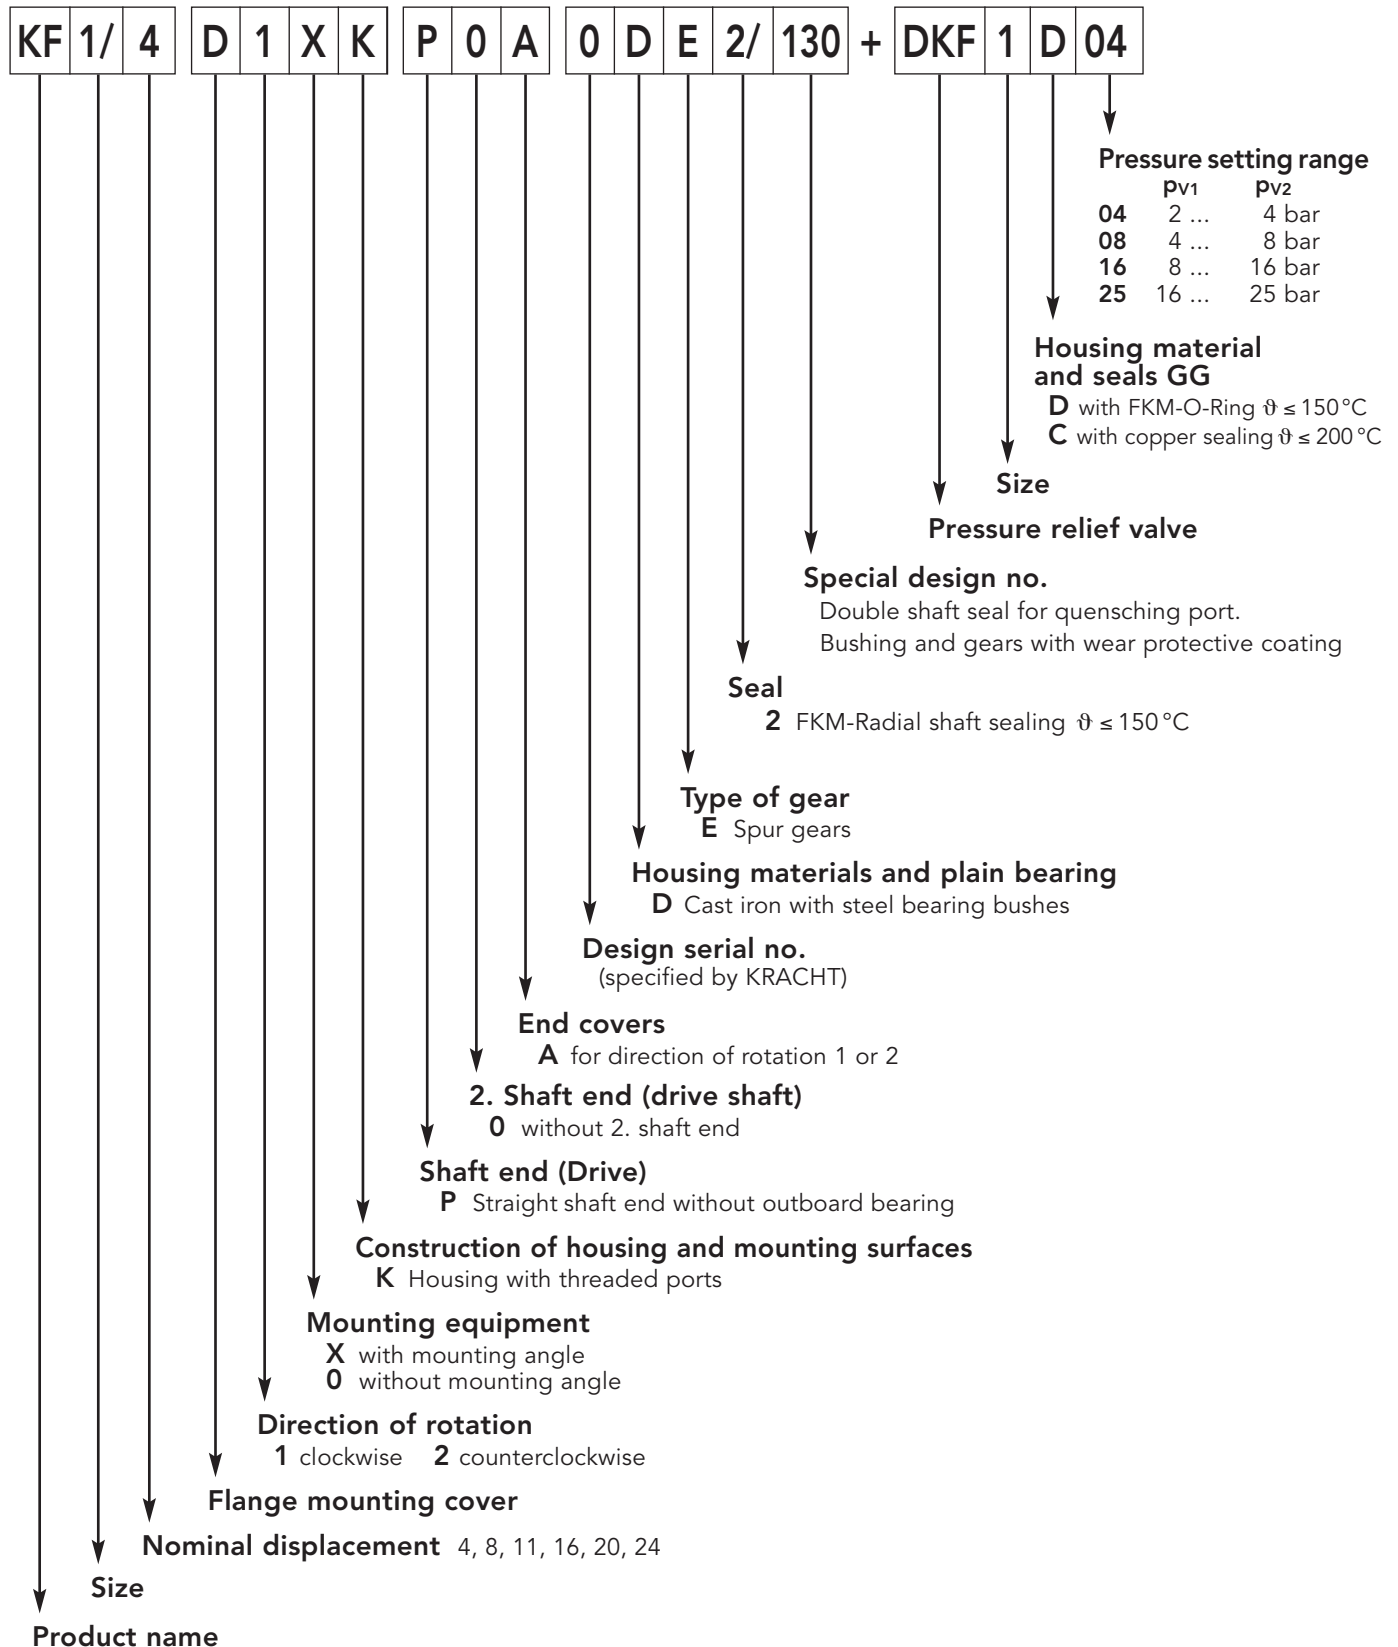 KF 1/ 4 D 1 X K P 0 A 0 D E 2/ 130 + DKF 1 D 04
Pressure setting range
pV1 pV2
04 2 ... 4 bar
08 4 ... 8 bar
16 8 ... 16 bar
25 16 ... 25 bar
Housing material
and seals GG
D with FKM-O-Ring ϑ ≤ 150 °C
C with copper sealing ϑ ≤ 200 °C
Size
Pressure relief valve
Special design no.
Double shaft seal for quensching port.
Bushing and gears with wear protective coating
Seal
2 FKM-Radial shaft sealing ϑ ≤ 150 °C
Type of gear
E Spur gears
Housing materials and plain bearing
D Cast iron with steel bearing bushes
Design serial no.
(specified by KRACHT)
End covers
A for direction of rotation 1 or 2
2. Shaft end (drive shaft)
0 without 2. shaft end
Shaft end (Drive)
P Straight shaft end without outboard bearing
Construction of housing and mounting surfaces
K Housing with threaded ports
Mounting equipment
X with mounting angle
0 without mounting angle
Direction of rotation
1 clockwise 2 counterclockwise
Flange mounting cover
Nominal displacement 4, 8, 11, 16, 20, 24
Size
Product name